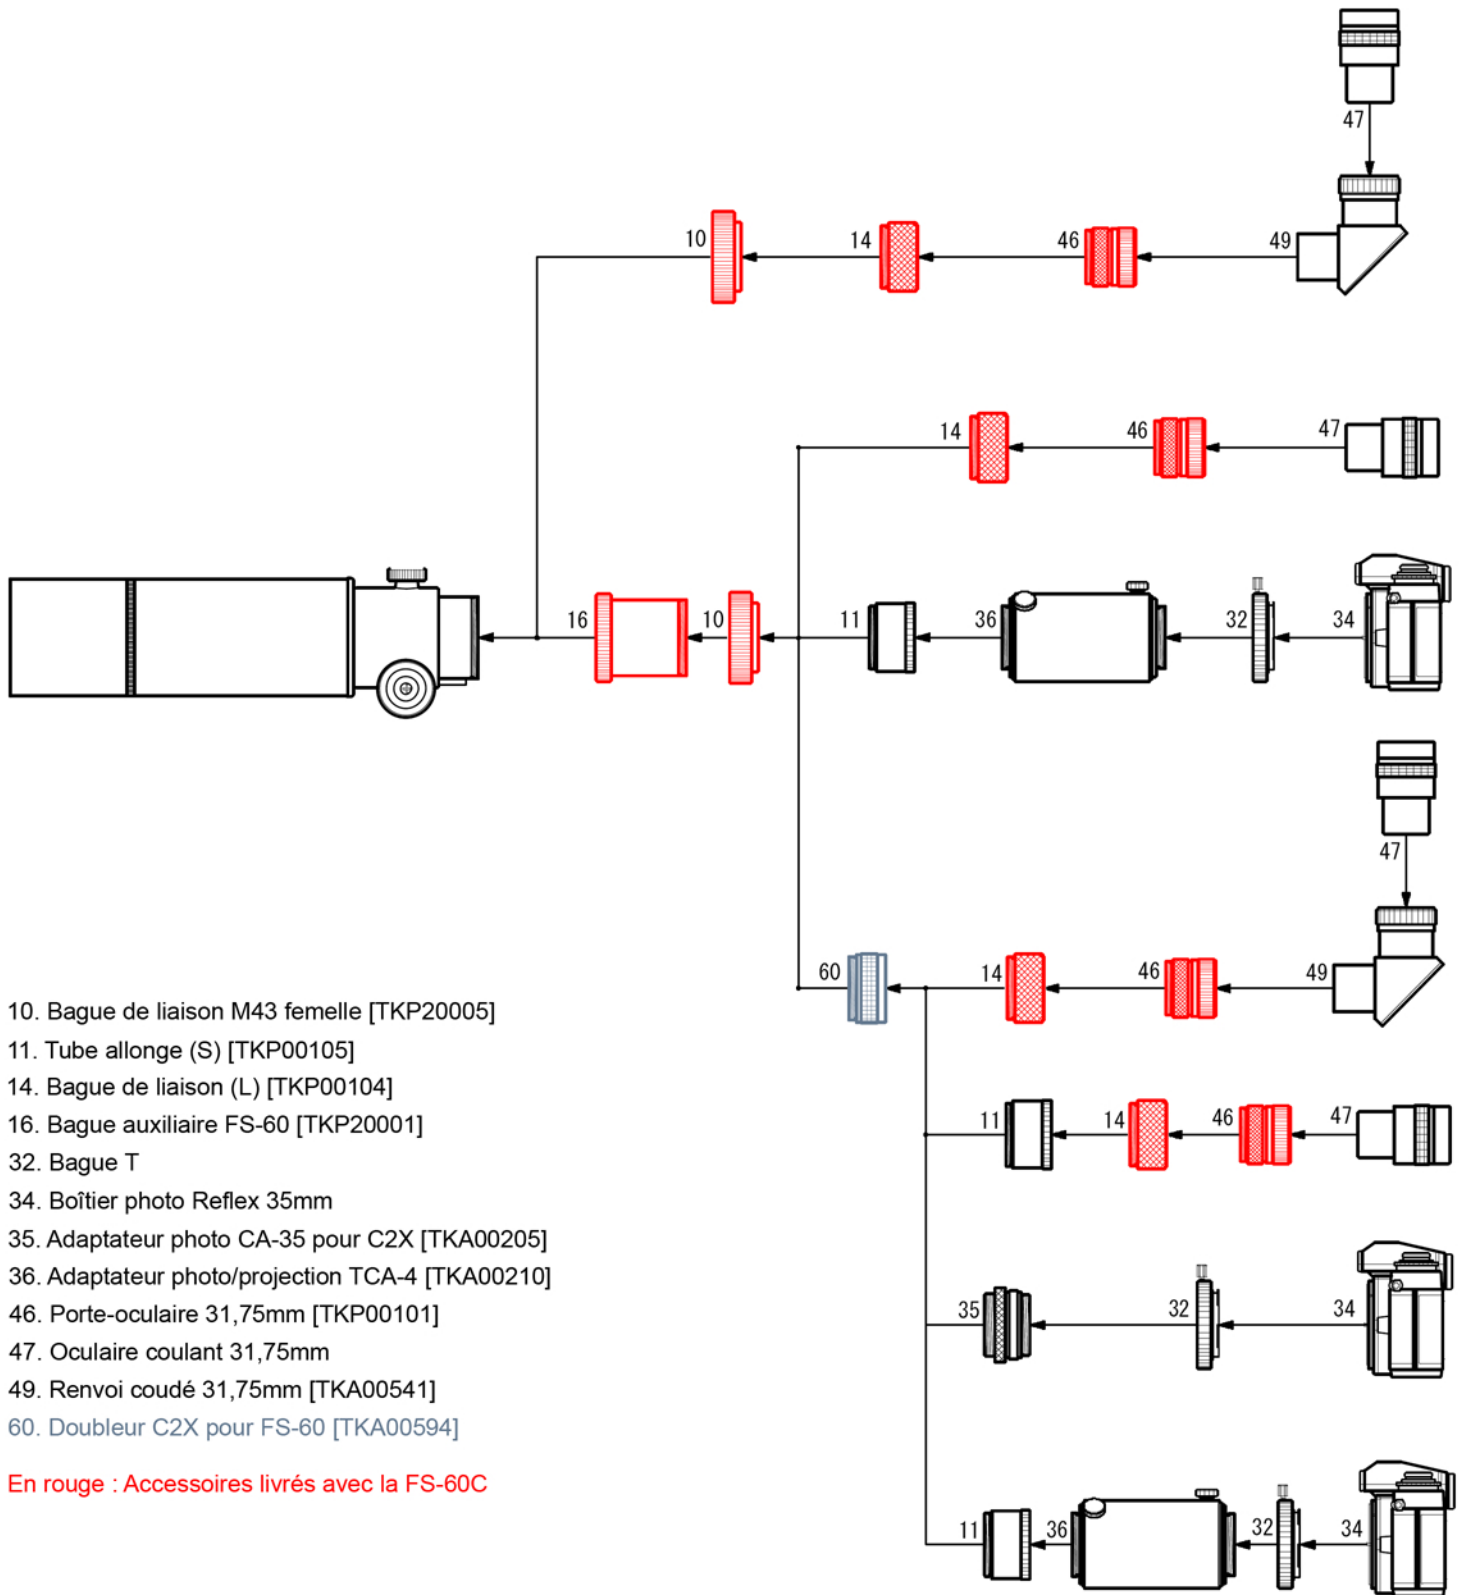 47
10 14 46 49
14 46 47
16 10 11 36 32 34
47
60 14 46 49
10. Bague de liaison M43 femelle [TKP20005]
11. Tube allonge (S) [TKP00105]
14. Bague de liaison (L) [TKP00104]
16. Bague auxiliaire FS-60 [TKP20001]
11 14 46 47
32. Bague T
34. Boîtier photo Reflex 35mm
35. Adaptateur photo CA-35 pour C2X [TKA00205]
36. Adaptateur photo/projection TCA-4 [TKA00210]
46. Porte-oculaire 31,75mm [TKP00101]
35 32 34
47. Oculaire coulant 31,75mm
49. Renvoi coudé 31,75mm [TKA00541]
60. Doubleur C2X pour FS-60 [TKA00594]
En rouge : Accessoires livrés avec la FS-60C
11 36 32 34